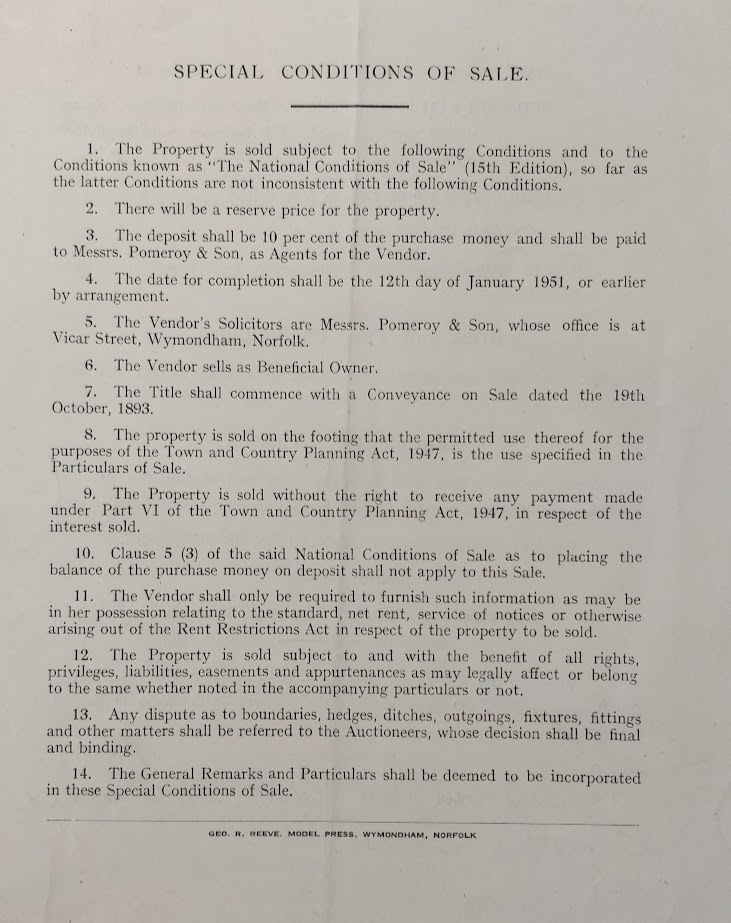 SPECIAL CONDITIONS OF SALE.
1. The Property is sold subject to the following Conditions and to the
Conditions known as "The National Conditions of Sale" (15th Edition), so far as
the latter Conditions are not inconsistent with the following Conditions.
2. There will be a reserve price for the property.
3. The deposit shall be 10 per cent of the purchase money and shall be paid
to Messrs. Pomeroy & Son, as Agents for the Vendor.
4. The date for completion shall be the 12th day of January 1951, or earlier
by arrangement.
5. The Vendor's Solicitors are Messrs. Pomeroy & Son, whose office is at
Vicar Street, Wymondham, Norfolk.
6. The Vendor sells as Beneficial Owner.
7. The Title shall commence with a Conveyance on Sale dated the 19th
October, 1893.
8. The property is sold on the footing that the permitted use thereof for the
purposes of the Town and Country Planning Act, 1947, is the use specified in the
Particulars of Sale.
9. The Property is sold without the right to receive any payment made
under Part VI of the Town and Country Planning Act, 1947, in respect of the
interest sold.
10. Clause 5 (3) of the said National Conditions of Sale as to placing the
balance of the purchase money on deposit shall not apply to this Sale.
11. The Vendor shall only be required to furnish such information as may be
in her possession relating to the standard, net rent, service of notices or otherwise
arising out of the Rent Restrictions Act in respect of the property to be sold.
12. The Property is sold subject to and with the benefit of all rights,
privileges, liabilities, easements and appurtenances as may legally affect or belong
to the same whether noted in the accompanying particulars or not.
13. Any dispute as to boundaries, hedges, ditches, outgoings, fixtures, fittings
and other matters shall be referred to the Auctioneers, whose decision shall be final
and binding.
14. The General Remarks and Particulars shall be deemed to be incorporated
in these Special Conditions of Sale.
GEO. R. REEVE, MODEL PRESS, WYMONDHAM, NORFOLK